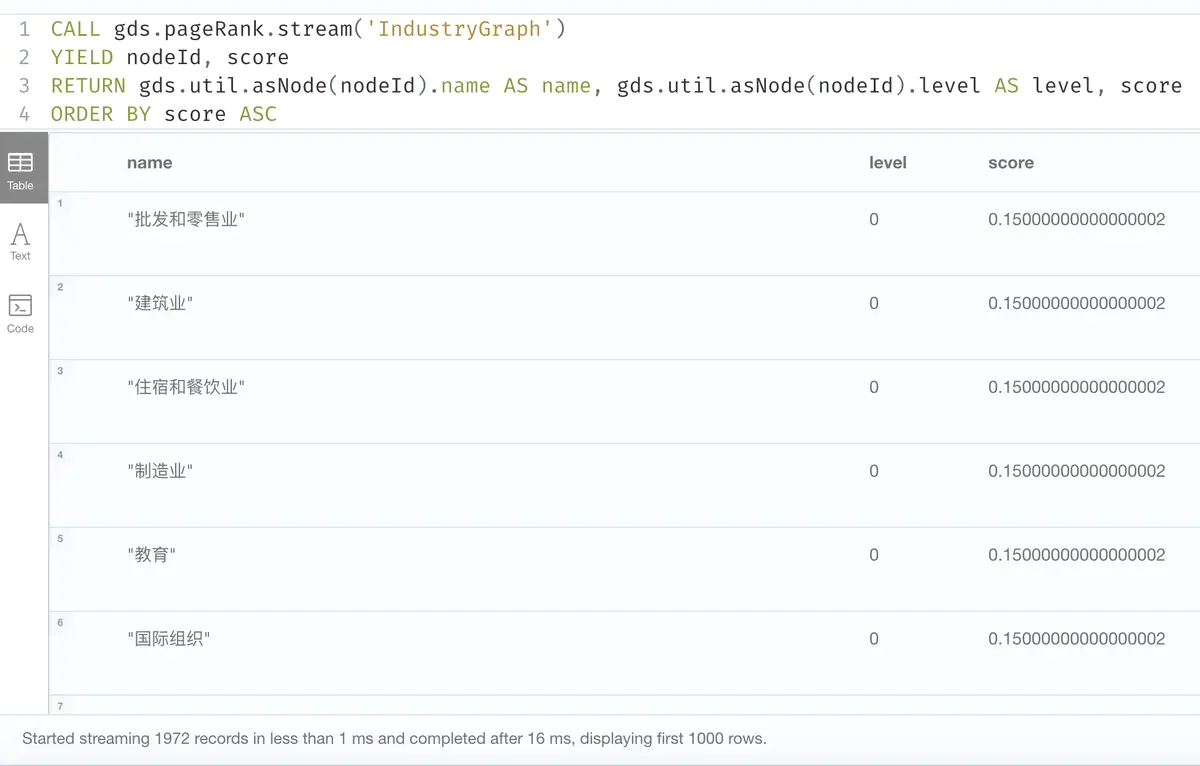 1 CALL gds.pageRank.stream('IndustryGraph')
2 YIELD nodeId, score
3 RETURN gds.util.asNode(nodeId).name AS name, gds.util.asNode(nodeId).level AS level, score
4 ORDER BY score ASC
Table
Text
Code
name level score
1 "批发和零售业" 0 0.15000000000000002
2 "建筑业" 0 0.15000000000000002
3 "住宿和餐饮业" 0 0.15000000000000002
4 "制造业" 0 0.15000000000000002
5 "教育" 0 0.15000000000000002
6 "国际组织" 0 0.15000000000000002
7
Started streaming 1972 records in less than 1 ms and completed after 16 ms, displaying first 1000 rows.